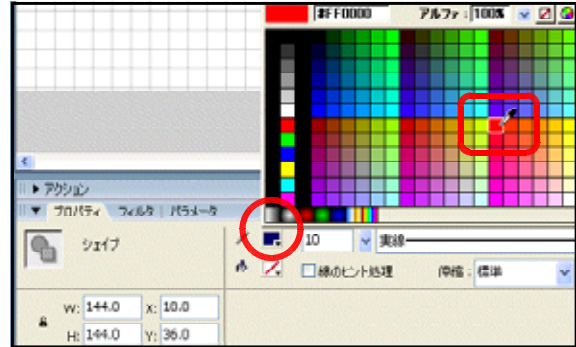 #FF0000 アルファ : 100%
アクション
プロパティ フィルタ パラメータ
シェイプ
10 実線
線のヒント処理 伸縮 : 標準
W: 144.0 X: 18.0
H: 144.0 Y: 36.0